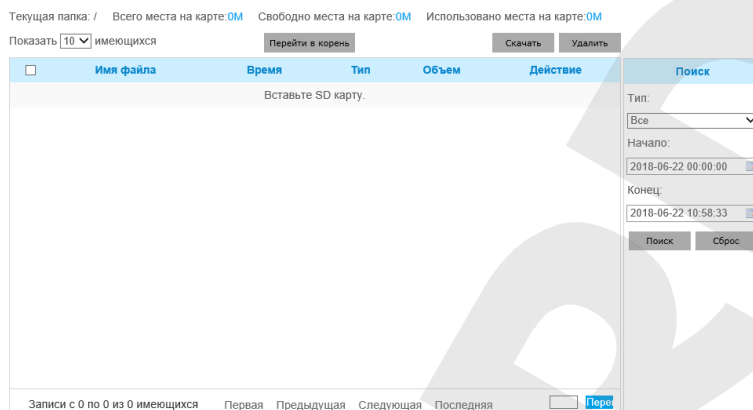 Текущая папка: / Всего места на карте:0M Свободно места на карте:0M Использовано места на карте:0M
Показать 10 имеющихся Перейти в корень Скачать Удалить
Имя файла Время Тип Объем Действие
Вставьте SD карту.
Поиск
Тип:
Все
Начало:
2018-06-22 00:00:00
Конец:
2018-06-22 10:58:33
Поиск Сброс
Записи с 0 по 0 из 0 имеющихся Первая Предыдущая Следующая Последняя